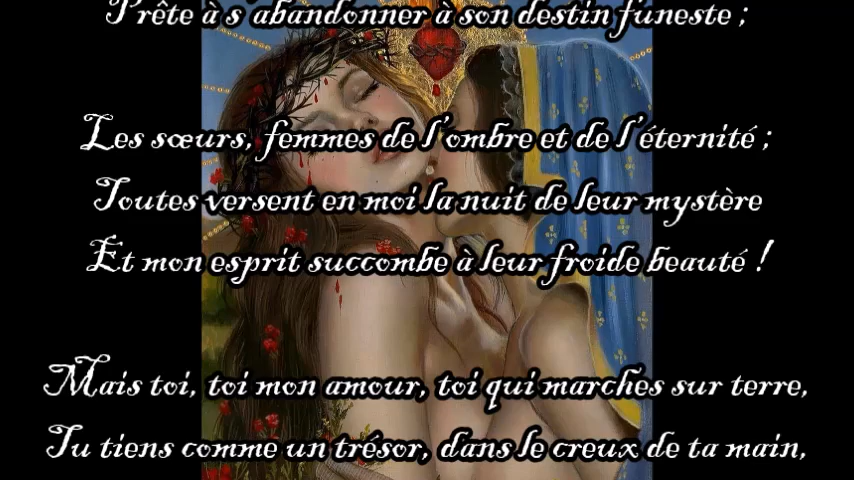 Prête à s'abandonner à son destin funeste ;
Les sœurs, femmes de l'ombre et de l'éternité ;
Toutes versent en moi la nuit de leur mystère
Et mon esprit succombe à leur froide beauté !
Mais toi, toi mon amour, toi qui marches sur terre,
Tu tiens comme un trésor, dans le creux de ta main,